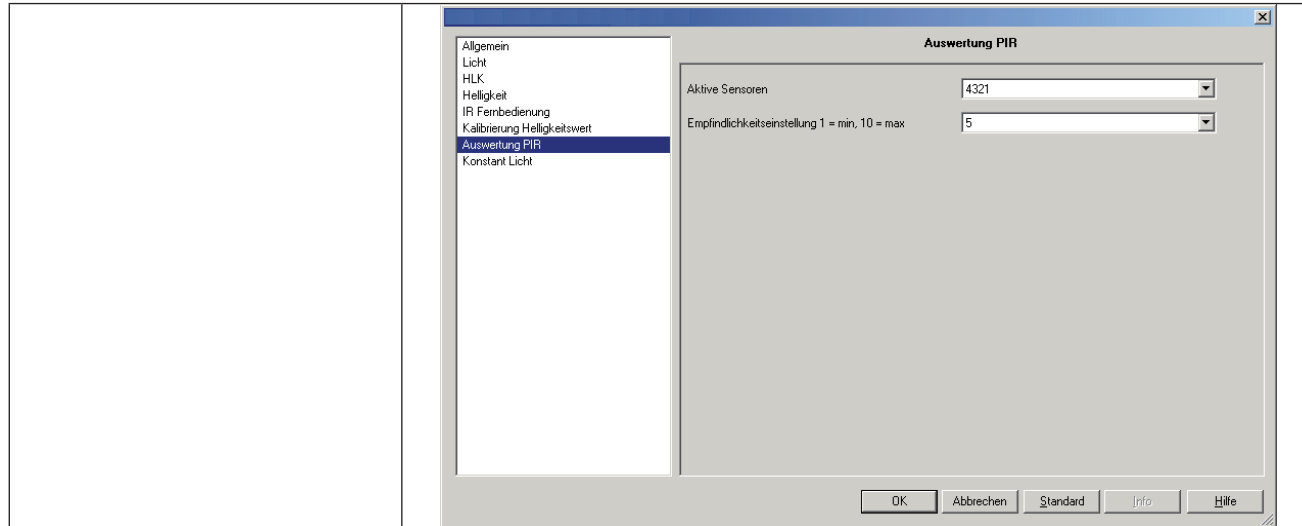 Allgemein
Licht
HLK
Helligkeit
IR Fernbedienung
Kalibrierung Helligkeitswert
Auswertung PIR
Konstant Licht
Auswertung PIR
Aktive Sensoren 4321
Empfindlichkeitseinstellung 1 = min, 10 = max 5
OK Abbrechen Standard Info Hilfe